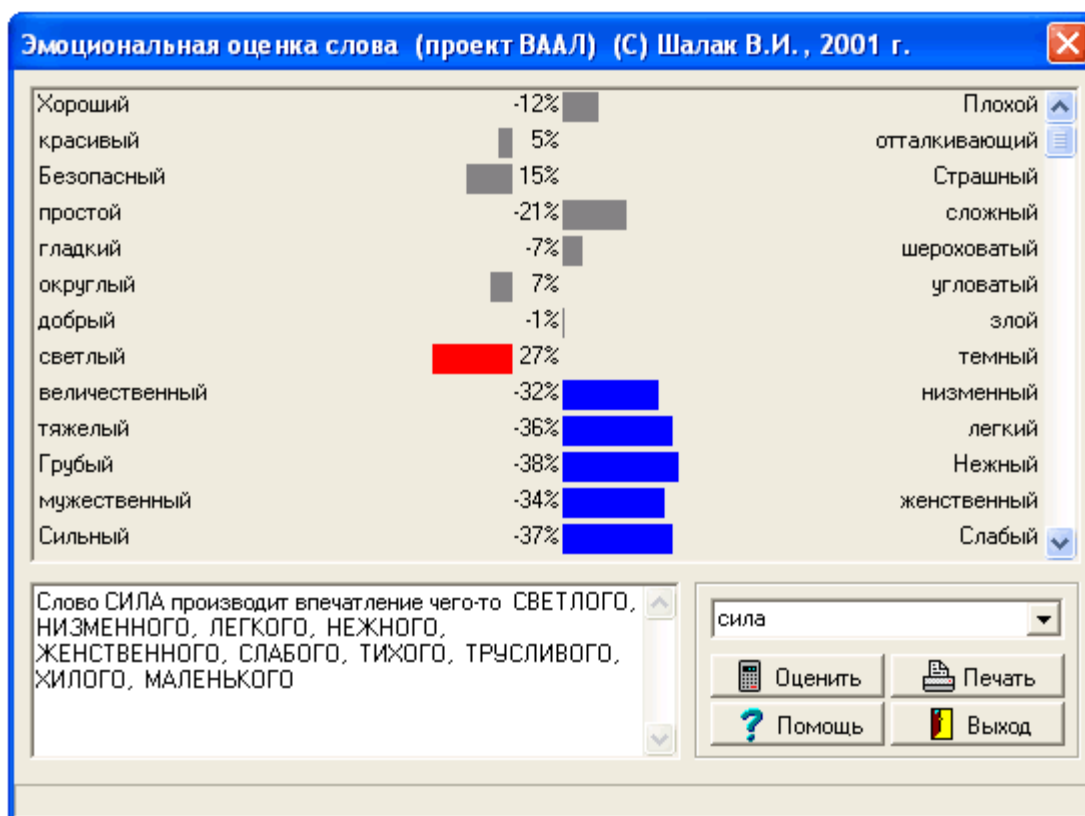 Эмоциональная оценка слова (проект ВААЛ) (С) Шалак В.И. , 2001 г.
Хороший -12% Плохой
красивый 5% отталкивающий
Безопасный 15% Страшный
простой -21% сложный
гладкий -7% шероховатый
округлый 7% угловатый
добрый -1% злой
светлый 27% темный
величественный -32% низменный
тяжелый -36% легкий
Грубый -38% Нежный
мужественный -34% женственный
Сильный -37% Слабый
Слово СИЛА производит впечатление чего-то СВЕТЛОГО,
НИЗМЕННОГО, ЛЕГКОГО, НЕЖНОГО,
ЖЕНСТВЕННОГО, СЛАБОГО, ТИХОГО, ТРУСЛИВОГО,
ХИЛОГО, МАЛЕНЬКОГО
сила
Оценить Печать
? Помощь Выход